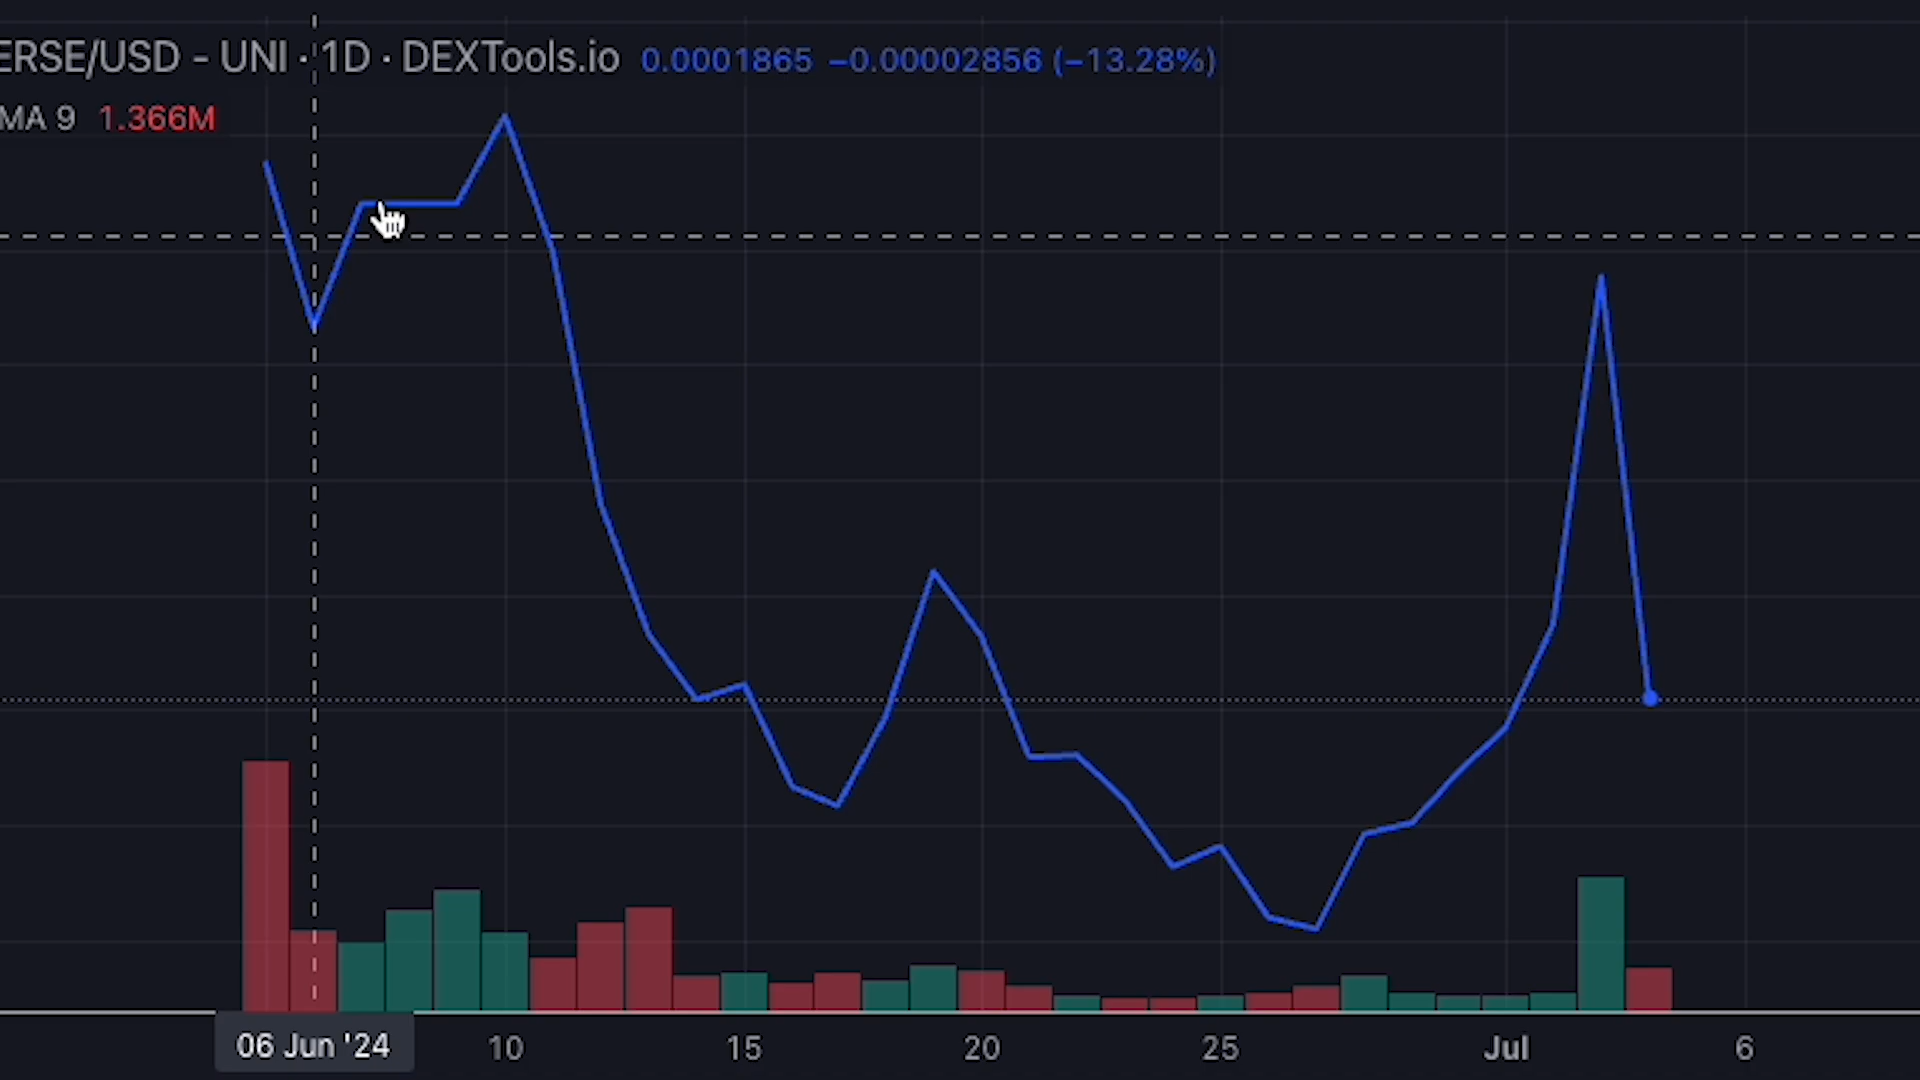 ERSE/USD - UNI · 1D · DEXTools.io 0.0001865 −0.00002856 (−13.28%)
MA 9 1.366M
06 Jun '24 10 15 20 25 Jul 6